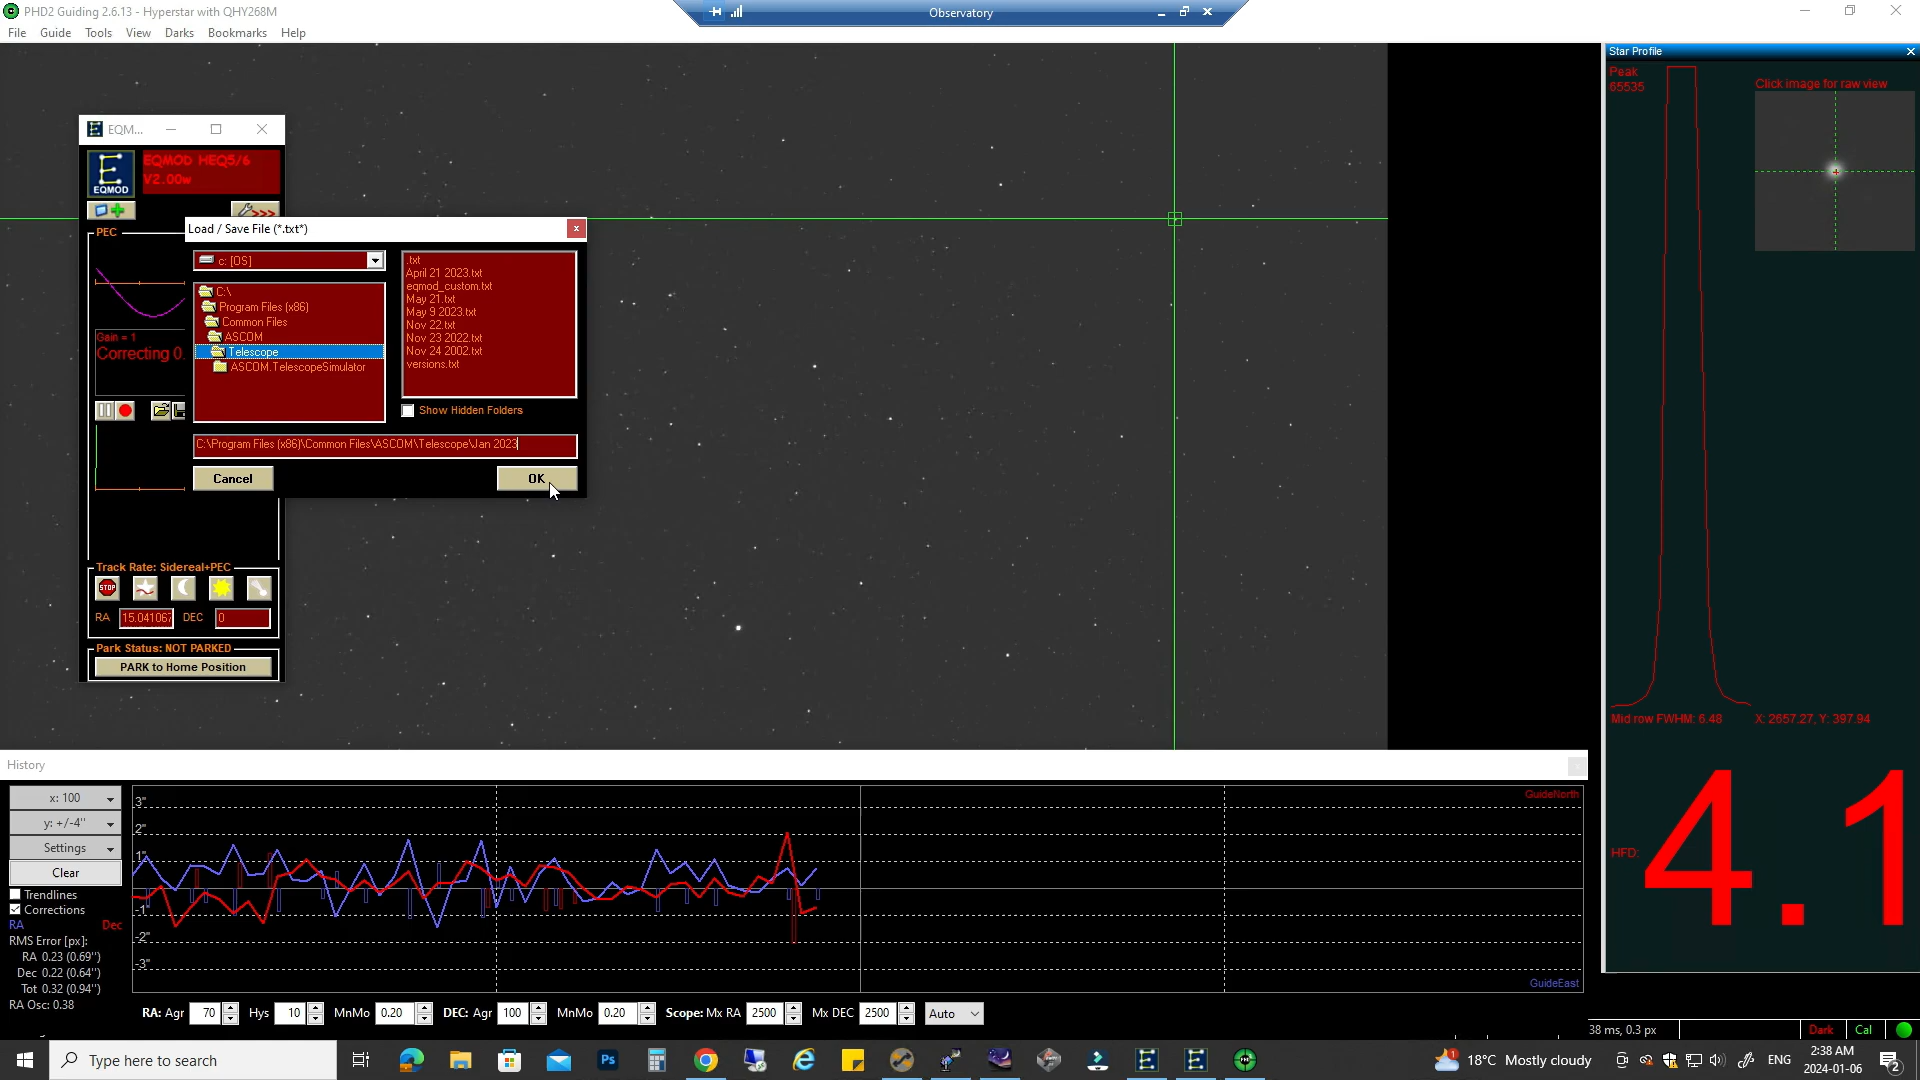 PHD2 Guiding 2.6.13 - Hyperstar with QHY268M
Observatory
File Guide Tools View Darks Bookmarks Help
Star Profile
Peak
65535
Click image for raw view
EQM...
EQMOD
EQMOD HEQ5/6
V2.00w
PEC
Load / Save File (*.txt*)
c: [OS]
C:\
Program Files (x86)
Common Files
ASCOM
Telescope
ASCOM.TelescopeSimulator
.txt
April 21 2023.txt
eqmod_custom.txt
May 21.txt
May 9 2023.txt
Nov 22.txt
Nov 23 2022.txt
Nov 24 2002.txt
versions.txt
Show Hidden Folders
C:\Program Files (x86)\Common Files\ASCOM\Telescope\Jan 2023
Cancel
OK
Gain = 1
Correcting 0.
Track Rate: Sidereal+PEC
STOP
RA 15.041067 DEC 0
Park Status: NOT PARKED
PARK to Home Position
Mid row FWHM: 6.48 X: 2657.27, Y: 397.94
HFD: 4.1
History
x: 100
y: +/-4''
Settings
Clear
Trendlines
Corrections
RA Dec
RMS Error [px]:
RA 0.23 (0.69'')
Dec 0.22 (0.64'')
Tot 0.32 (0.94'')
RA Osc: 0.38
3''
2''
1''
-1''
-2''
-3''
GuideNorth
GuideEast
RA: Agr 70 Hys 10 MnMo 0.20 DEC: Agr 100 MnMo 0.20 Scope: Mx RA 2500 Mx DEC 2500 Auto
38 ms, 0.3 px Dark Cal
Type here to search
Ps
18°C Mostly cloudy
ENG
2:38 AM
2024-01-06
2